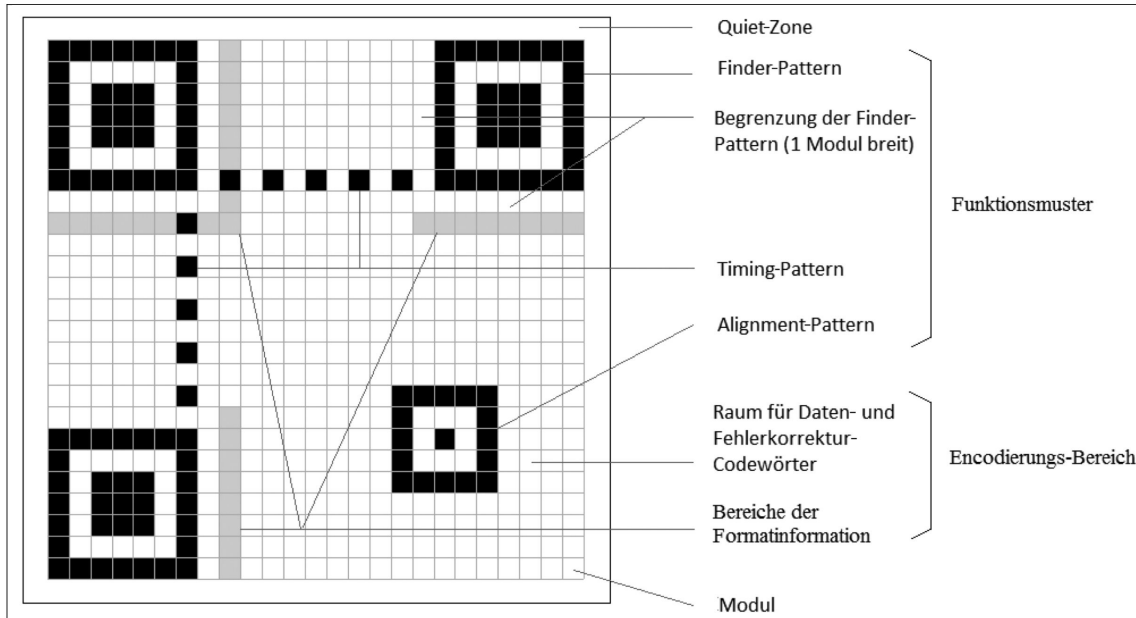 Quiet-Zone
Finder-Pattern
Begrenzung der Finder-
Pattern (1 Modul breit)
Funktionsmuster
Timing-Pattern
Alignment-Pattern
Raum für Daten- und
Fehlerkorrektur-
Codewörter
Encodierungs-Bereich
Bereiche der
Formatinformation
Modul